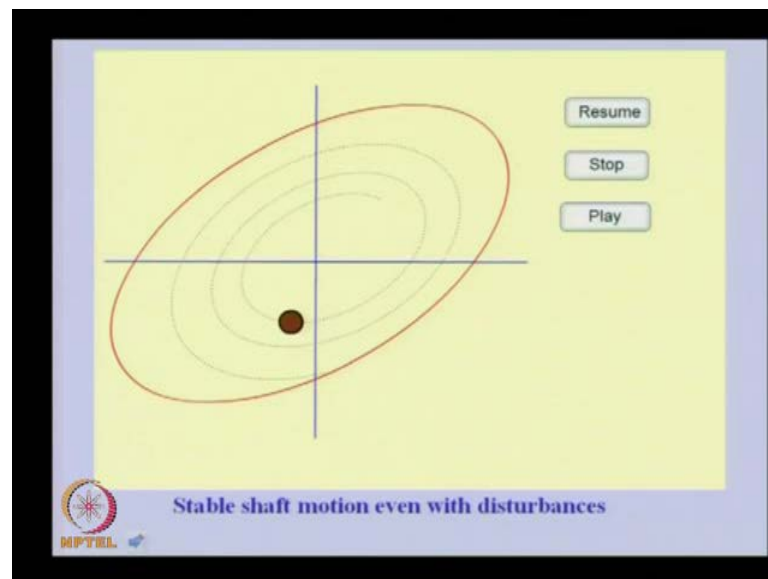 Resume
Stop
Play
Stable shaft motion even with disturbances
NPTEL